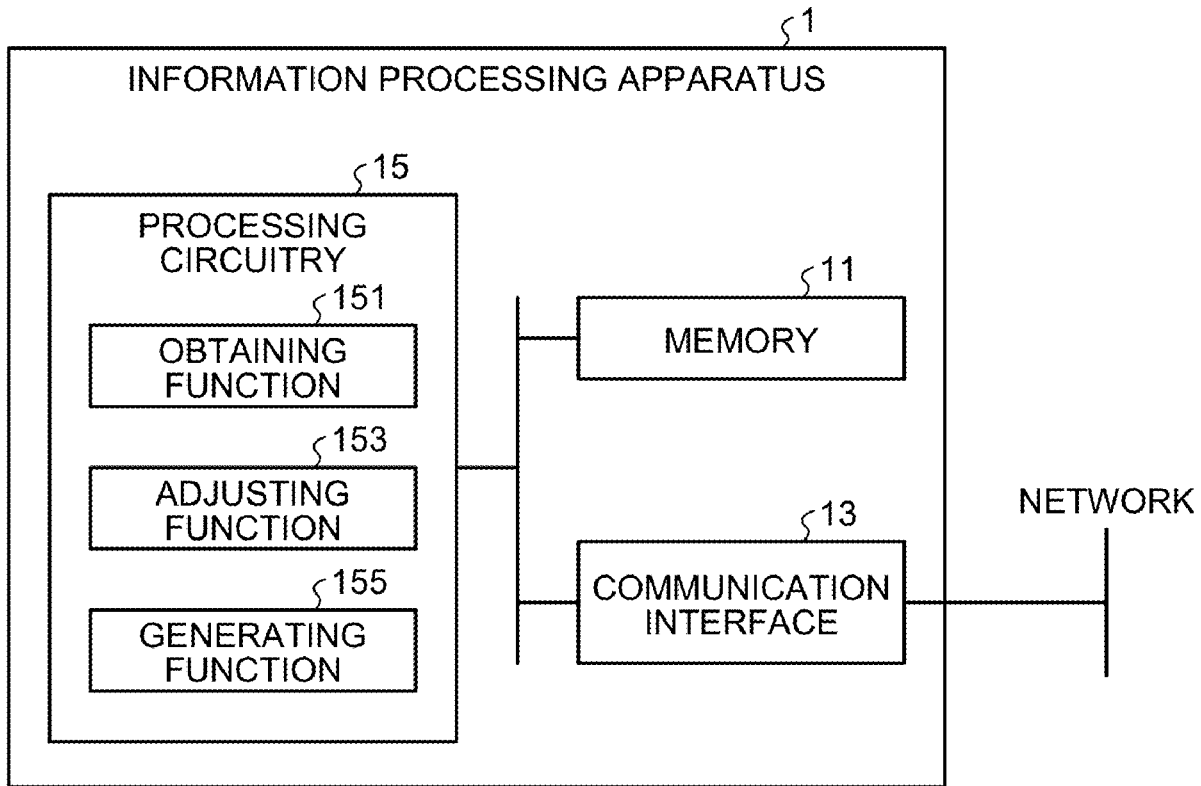 1
INFORMATION PROCESSING APPARATUS
15
PROCESSING
CIRCUITRY
151
OBTAINING
FUNCTION
153
ADJUSTING
FUNCTION
155
GENERATING
FUNCTION
11
MEMORY
13
COMMUNICATION
INTERFACE
NETWORK